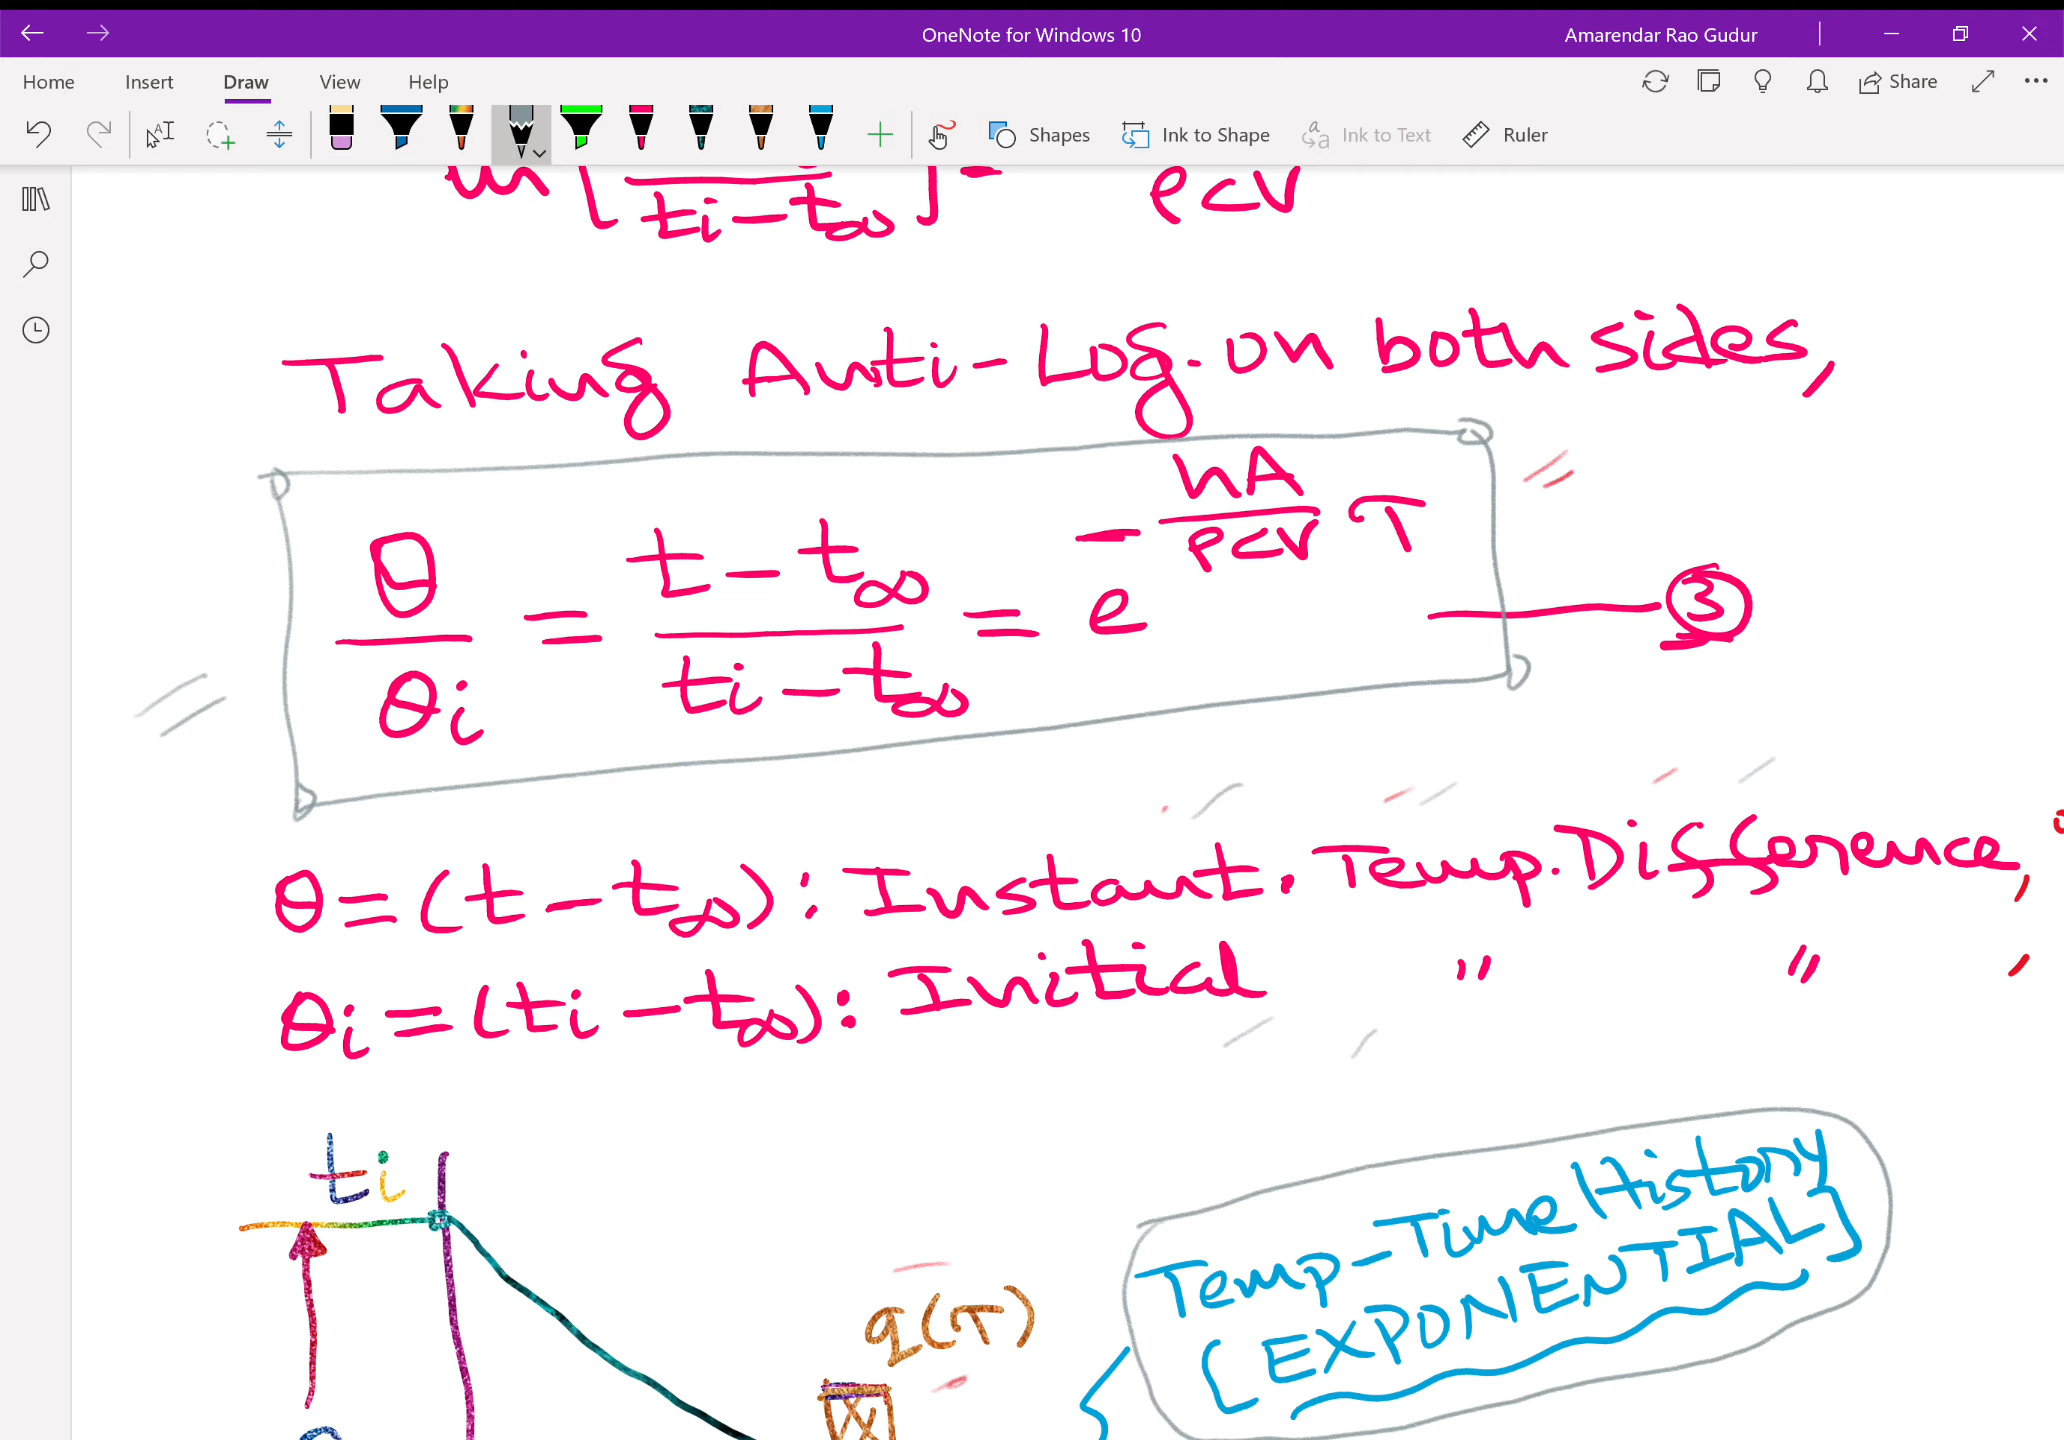 OneNote for Windows 10
Amarendar Rao Gudur
Home Insert Draw View Help Share
Shapes Ink to Shape Ink to Text Ruler
ti - t∞ ] = ρcV
Taking Anti-Log. on both sides,
θ/θi = (t - t∞)/(ti - t∞) = e^(- hA/ρcV τ) — ③
θ = (t - t∞) : Instant. Temp. Difference,
θi = (ti - t∞) : Initial " " ,
ti
Temp-Time History
[EXPONENTIAL]
q(τ)